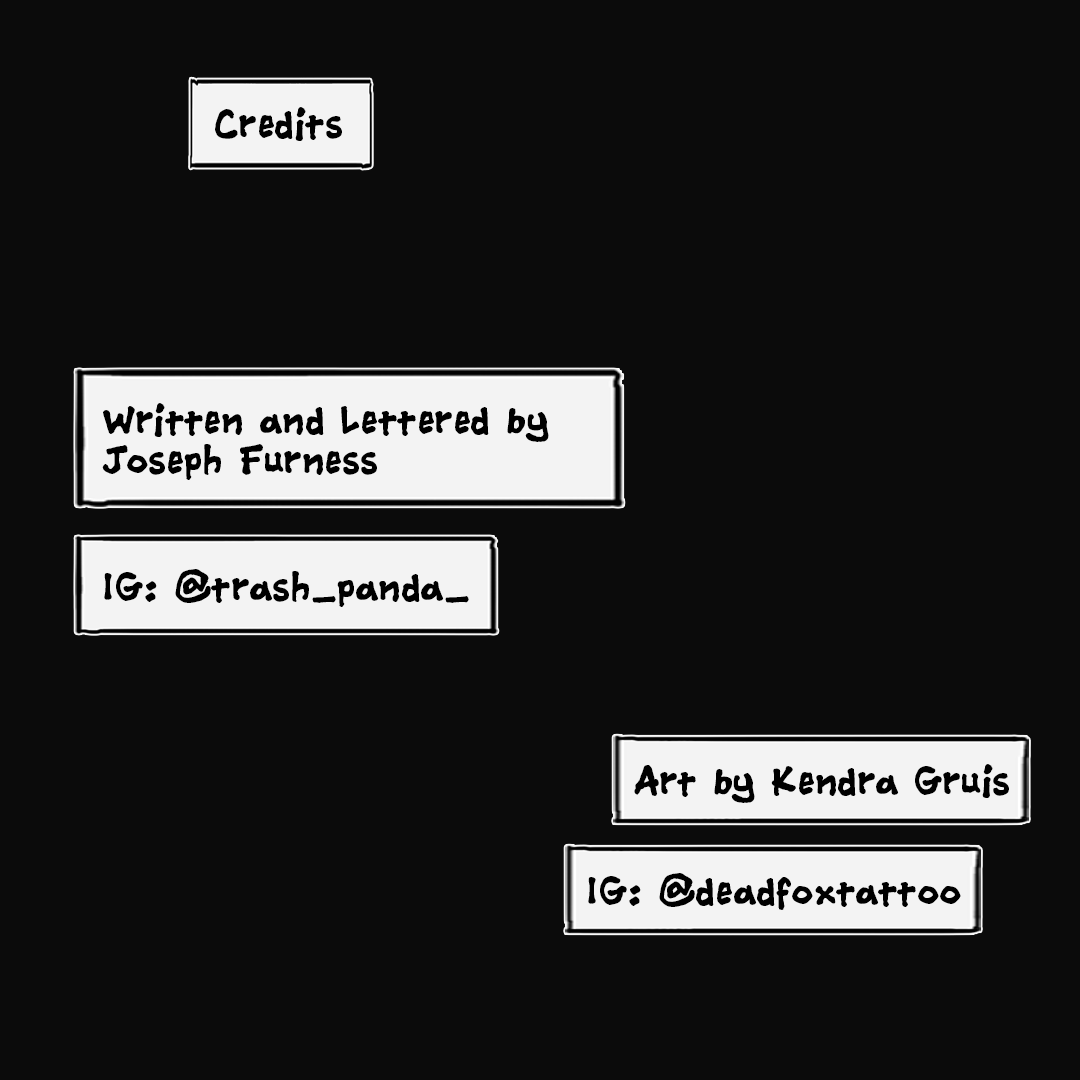 Credits
Written and Lettered by
Joseph Furness
IG: @trash_panda_
Art by Kendra Gruis
IG: @deadfoxtattoo